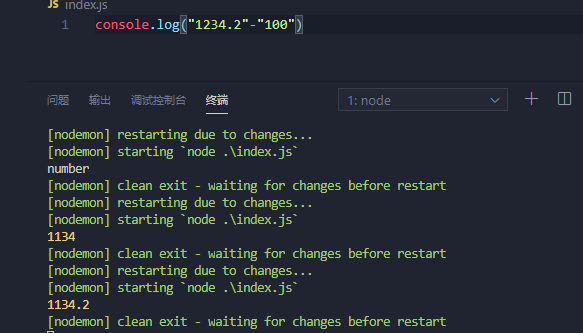 JS index.js
1 console.log("1234.2"-"100")
问题 输出 调试控制台 终端 1: node
[nodemon] restarting due to changes...
[nodemon] starting `node .\index.js`
number
[nodemon] clean exit - waiting for changes before restart
[nodemon] restarting due to changes...
[nodemon] starting `node .\index.js`
1134
[nodemon] clean exit - waiting for changes before restart
[nodemon] restarting due to changes...
[nodemon] starting `node .\index.js`
1134.2
[nodemon] clean exit - waiting for changes before restart